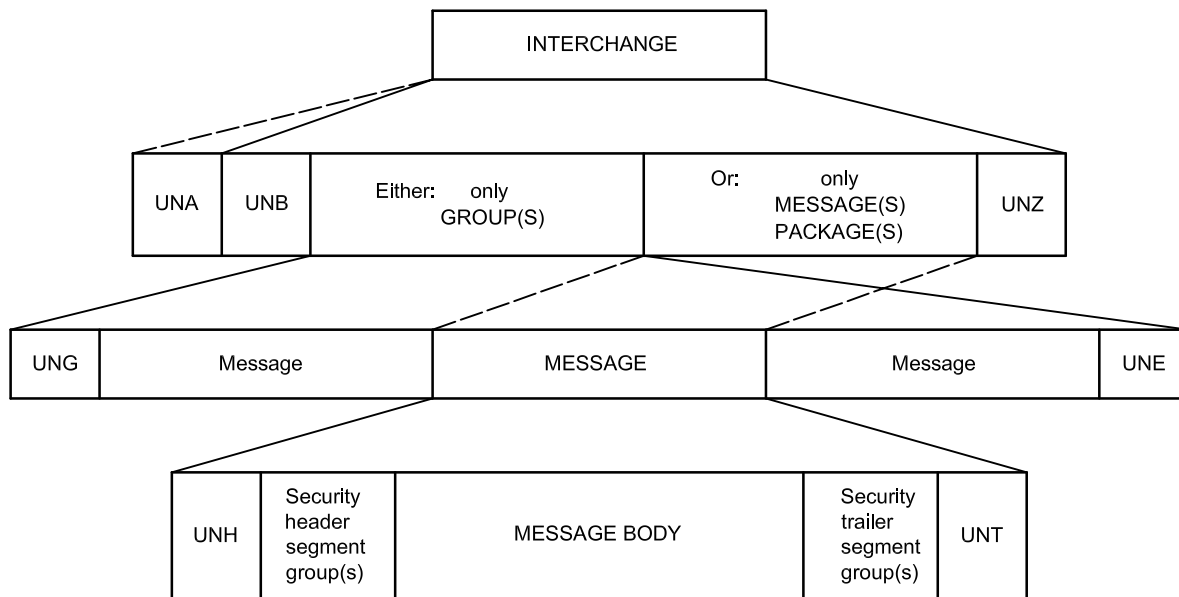 INTERCHANGE
UNA
UNB
Either: only
GROUP(S)
Or: only
MESSAGE(S)
PACKAGE(S)
UNZ
UNG
Message
MESSAGE
Message
UNE
UNH
Security
header
segment
group(s)
MESSAGE BODY
Security
trailer
segment
group(s)
UNT